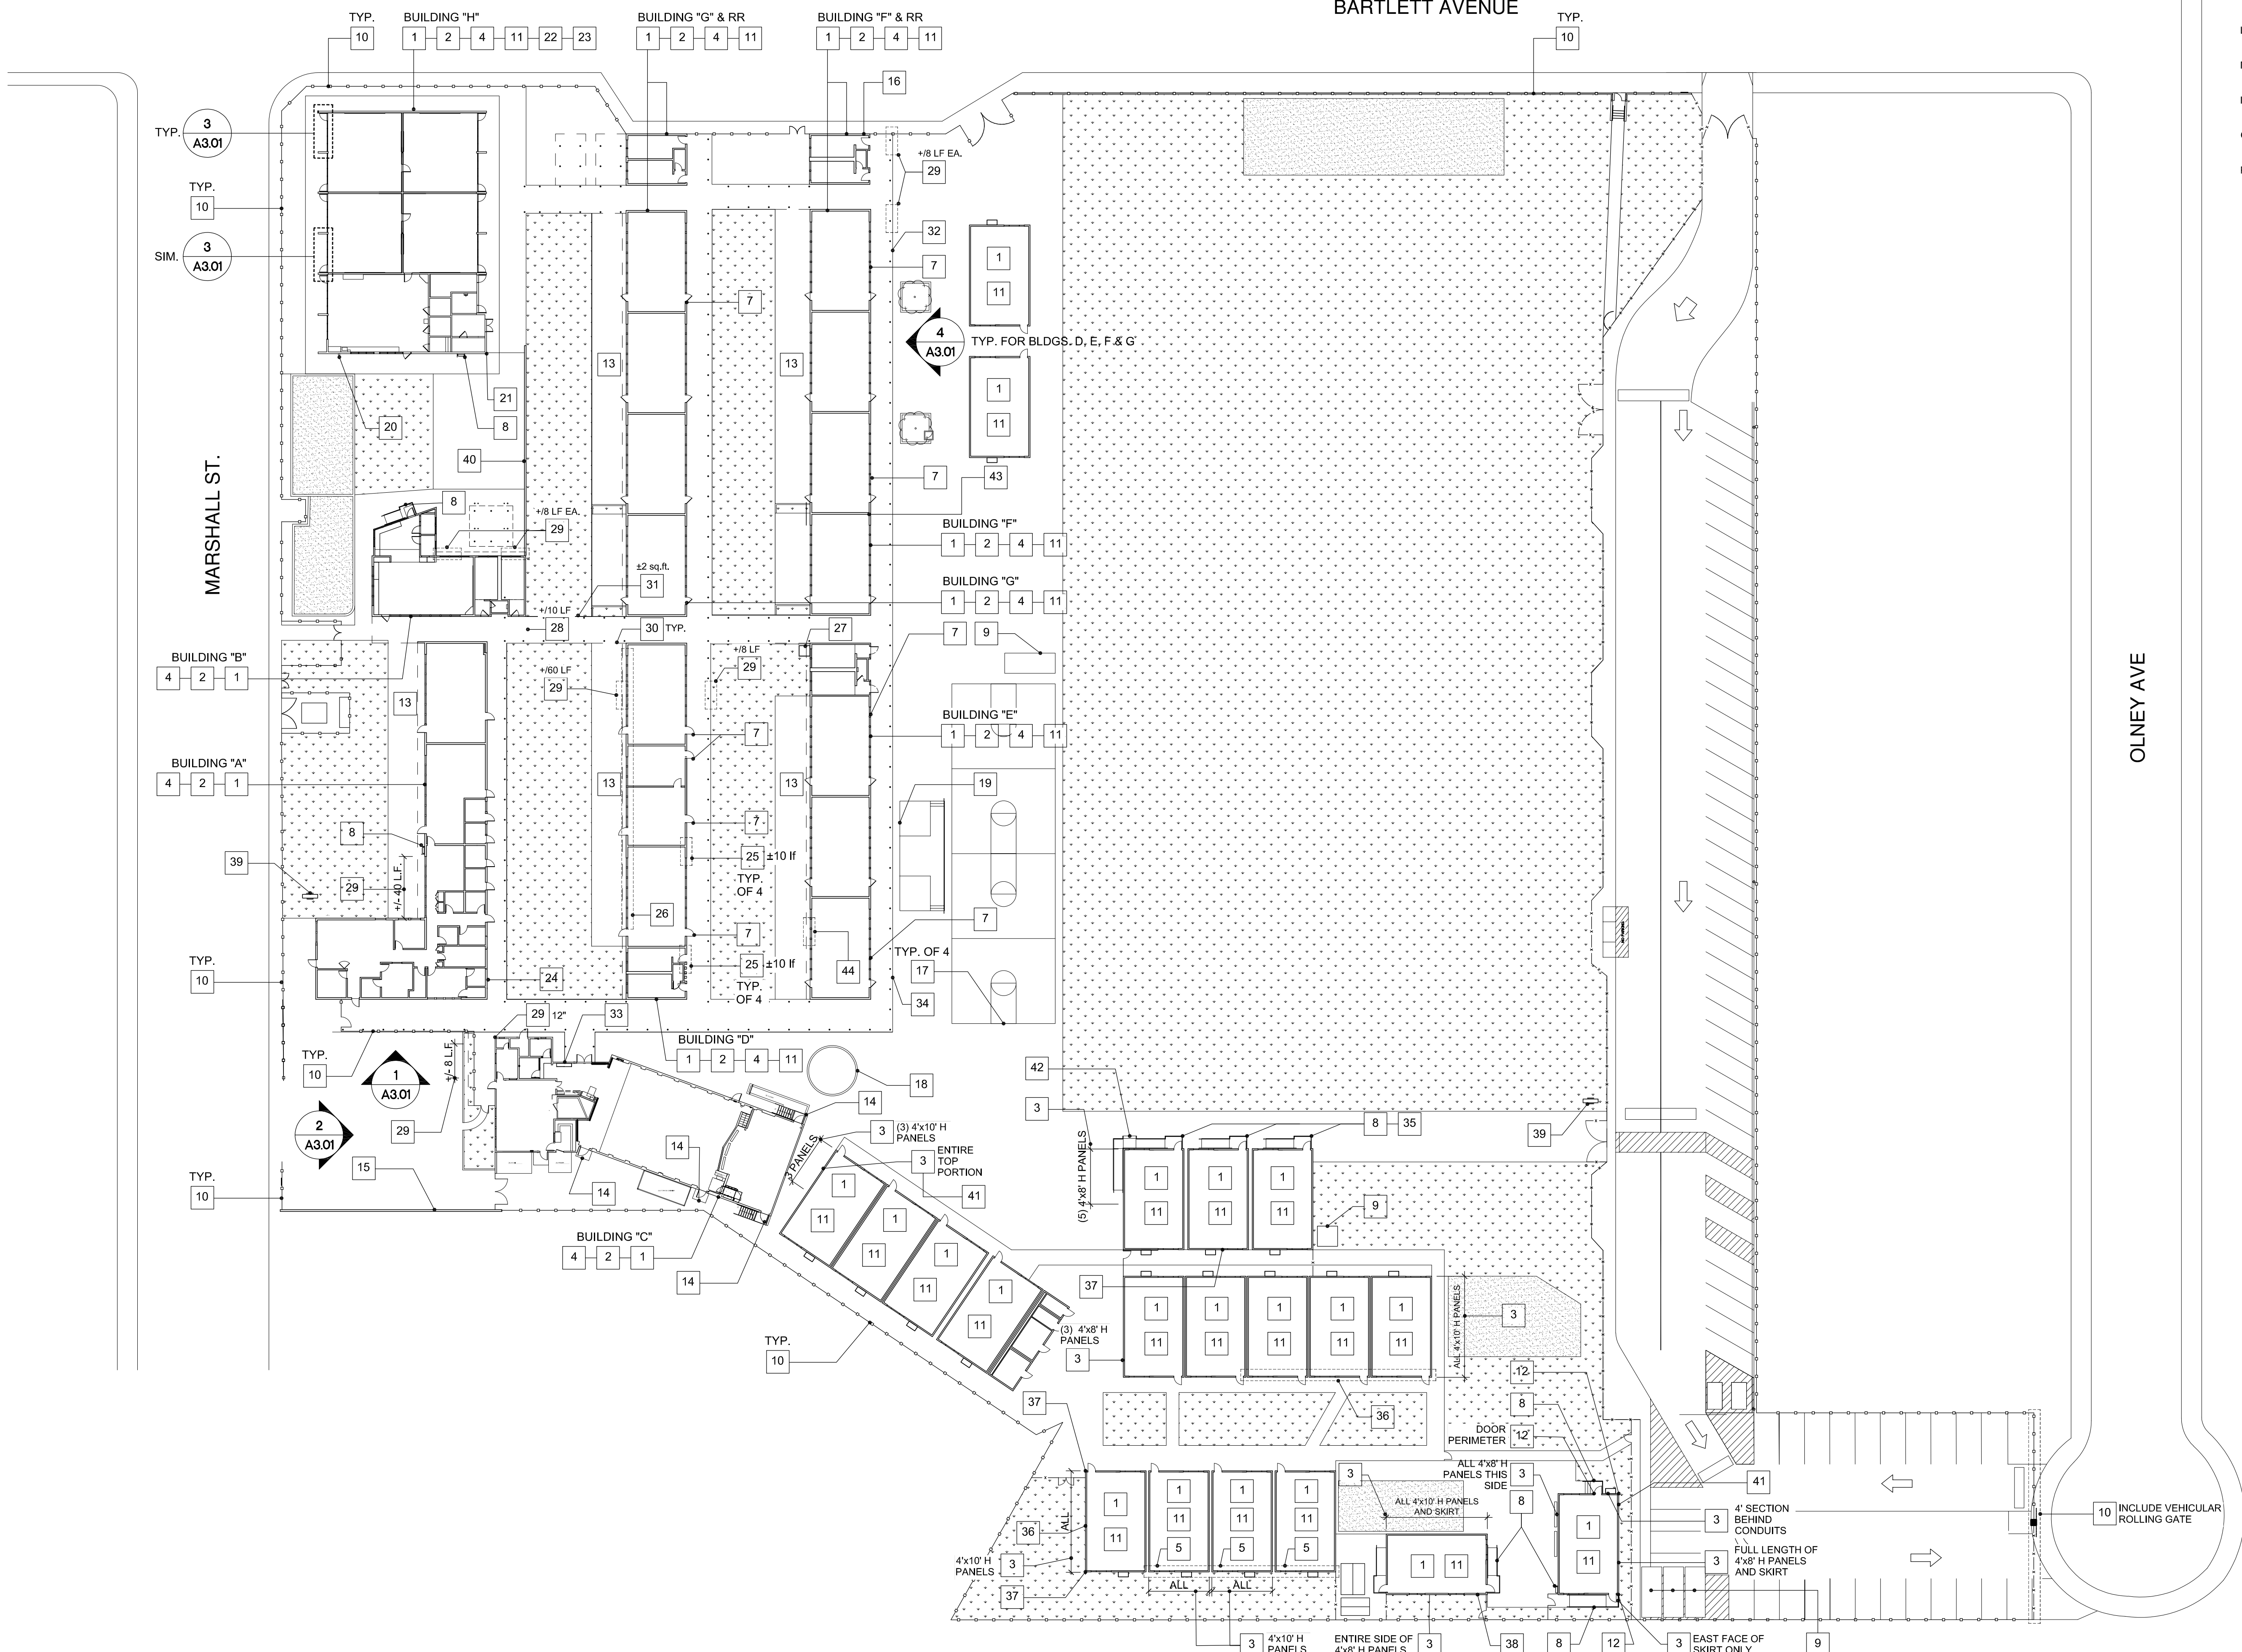 BARTLETT AVENUE
TYP.
10
BUILDING "H"
1 2 4 11 22 23
BUILDING "G" & RR
1 2 4 11
BUILDING "F" & RR
1 2 4 11
TYP.
10
16
TYP.
3
A3.01
+/8 LF EA.
29
TYP.
10
32
1
11
SIM.
3
A3.01
7
7
4
A3.01
TYP. FOR BLDGS. D, E, F & G
13
13
1
11
21
20
8
40
7
43
MARSHALL ST.
8
+/8 LF EA.
29
BUILDING "F"
1 2 4 11
±2 sq.ft.
31
BUILDING "G"
1 2 4 11
+/10 LF
28
30 TYP.
27
7
9
BUILDING "B"
4 2 1
+/60 LF
29
+/8 LF
29
13
BUILDING "E"
1 2 4 11
7
OLNEY AVE
BUILDING "A"
4 2 1
13
13
19
7
8
25 ±10 lf
TYP.
OF 4
39
29
+/- 40 L.F.
26
7
7
TYP. OF 4
17
25 ±10 lf
TYP.
OF 4
44
TYP.
10
24
34
29 12"
33
BUILDING "D"
1 2 4 11
TYP.
10
1
A3.01
+/- 8 L.F.
18
42
2
A3.01
29
14
3
3 (3) 4'x10' H
PANELS
8 35
39
3 PANELS
3 ENTIRE
TOP
PORTION
41
14
14
(5) 4'x8' H PANELS
TYP.
10
15
1 1 1
11 11 11
1
11
1
11
1
11
1
11
9
BUILDING "C"
4 2 1
14
37
1 1 1 1 1
11 11 11 11 11
ALL 4'x10' H PANELS
3
TYP.
10
(3) 4'x8' H
PANELS
3
12
37
36
8
DOOR
PERIMETER
12
ALL 4'x8' H
PANELS THIS
SIDE
3
41
3
ALL 4'x10' H PANELS
AND SKIRT
8
1 1 1 1
11 11 11 11
5 5 5
36
ALL
1
11
3 4' SECTION
BEHIND
CONDUITS
10 INCLUDE VEHICULAR
ROLLING GATE
4'x10' H
PANELS
3
1 11
3 FULL LENGTH OF
4'x8' H PANELS
AND SKIRT
37
ALL ALL
3 4'x10' H
PANELS
ENTIRE SIDE OF
4'x8' H PANELS
3
38
8
12
3 EAST FACE OF
SKIRT ONLY
9